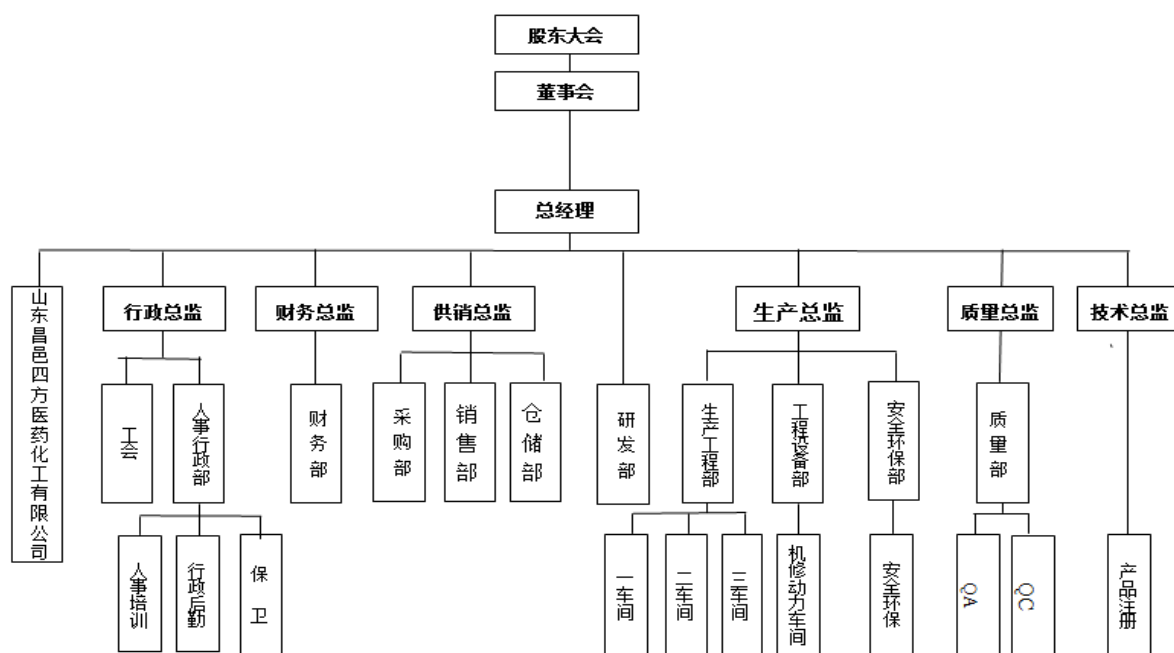 股东大会
董事会
总经理
山东昌邑四方医药化工有限公司
行政总监
财务总监
供销总监
生产总监
质量总监
技术总监
工会
人事行政部
财务部
采购部
销售部
仓储部
研发部
生产工程部
工程设备部
安全环保部
质量部
人事培训
行政后勤
保卫
一车间
二车间
三车间
机修动力车间
安全环保
QA
QC
产品注册